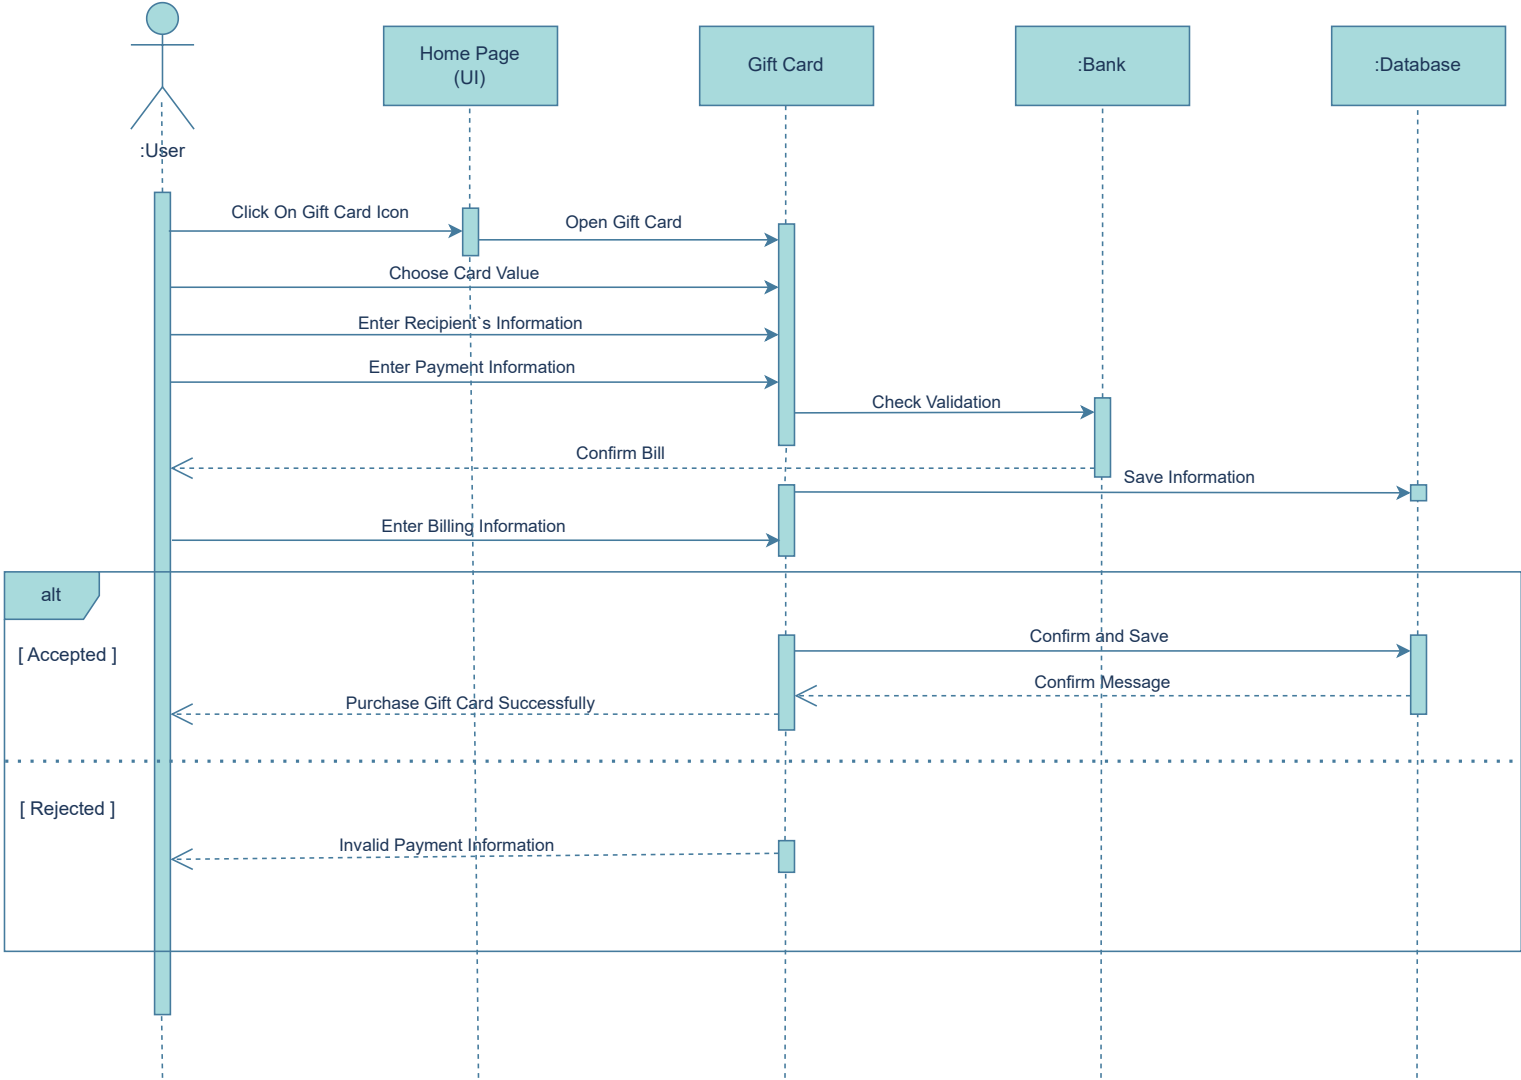 Home Page
(UI)
Gift Card
:Bank
:Database
:User
Click On Gift Card Icon
Open Gift Card
Choose Card Value
Enter Recipient`s Information
Enter Payment Information
Check Validation
Confirm Bill
Save Information
Enter Billing Information
alt
[ Accepted ]
Confirm and Save
Confirm Message
Purchase Gift Card Successfully
[ Rejected ]
Invalid Payment Information